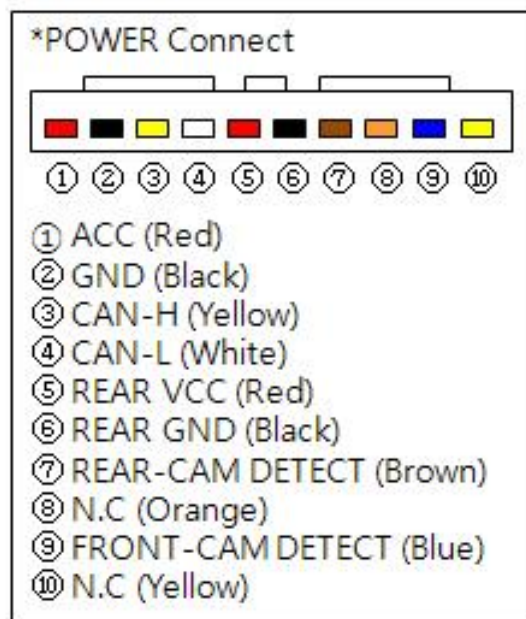 *POWER Connect
① ② ③ ④ ⑤ ⑥ ⑦ ⑧ ⑨ ⑩
① ACC (Red)
② GND (Black)
③ CAN-H (Yellow)
④ CAN-L (White)
⑤ REAR VCC (Red)
⑥ REAR GND (Black)
⑦ REAR-CAM DETECT (Brown)
⑧ N.C (Orange)
⑨ FRONT-CAM DETECT (Blue)
⑩ N.C (Yellow)